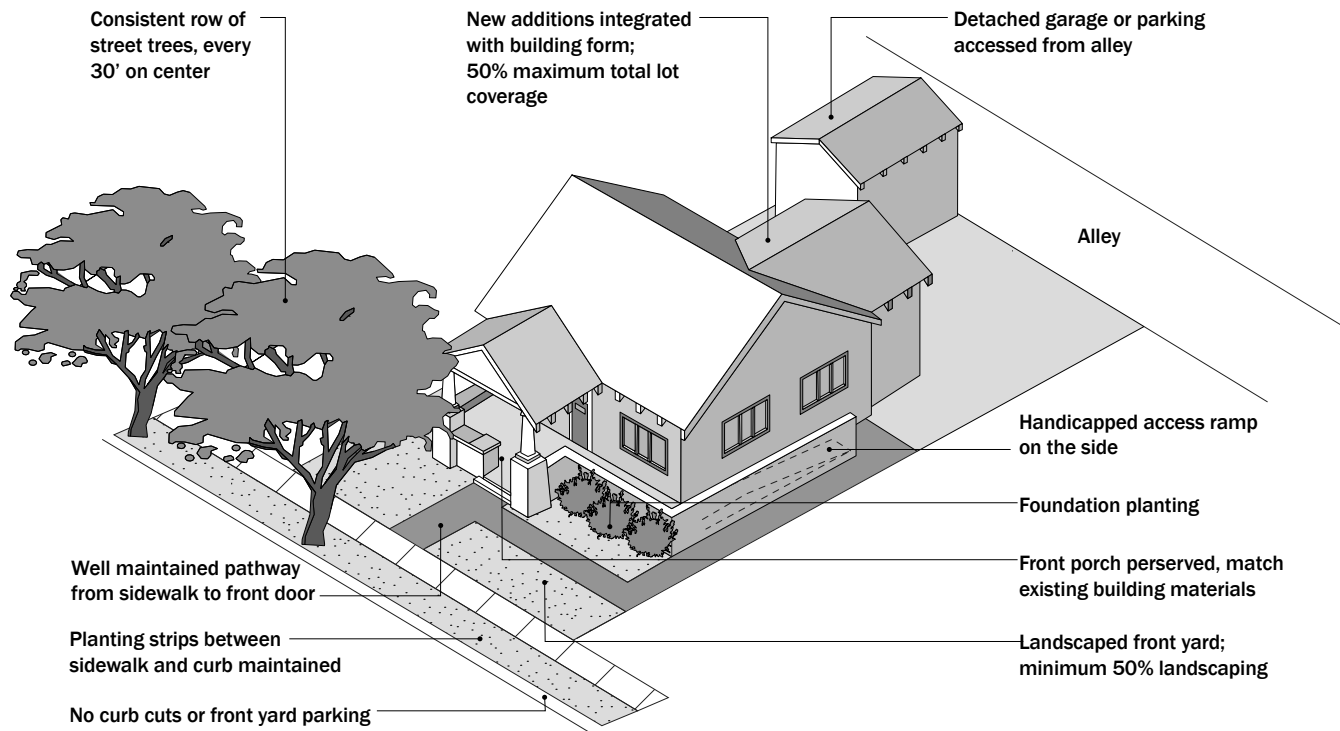 Consistent row of
street trees, every
30’ on center
New additions integrated
with building form;
50% maximum total lot
coverage
Detached garage or parking
accessed from alley
Alley
Handicapped access ramp
on the side
Foundation planting
Front porch perserved, match
existing building materials
Landscaped front yard;
minimum 50% landscaping
Well maintained pathway
from sidewalk to front door
Planting strips between
sidewalk and curb maintained
No curb cuts or front yard parking